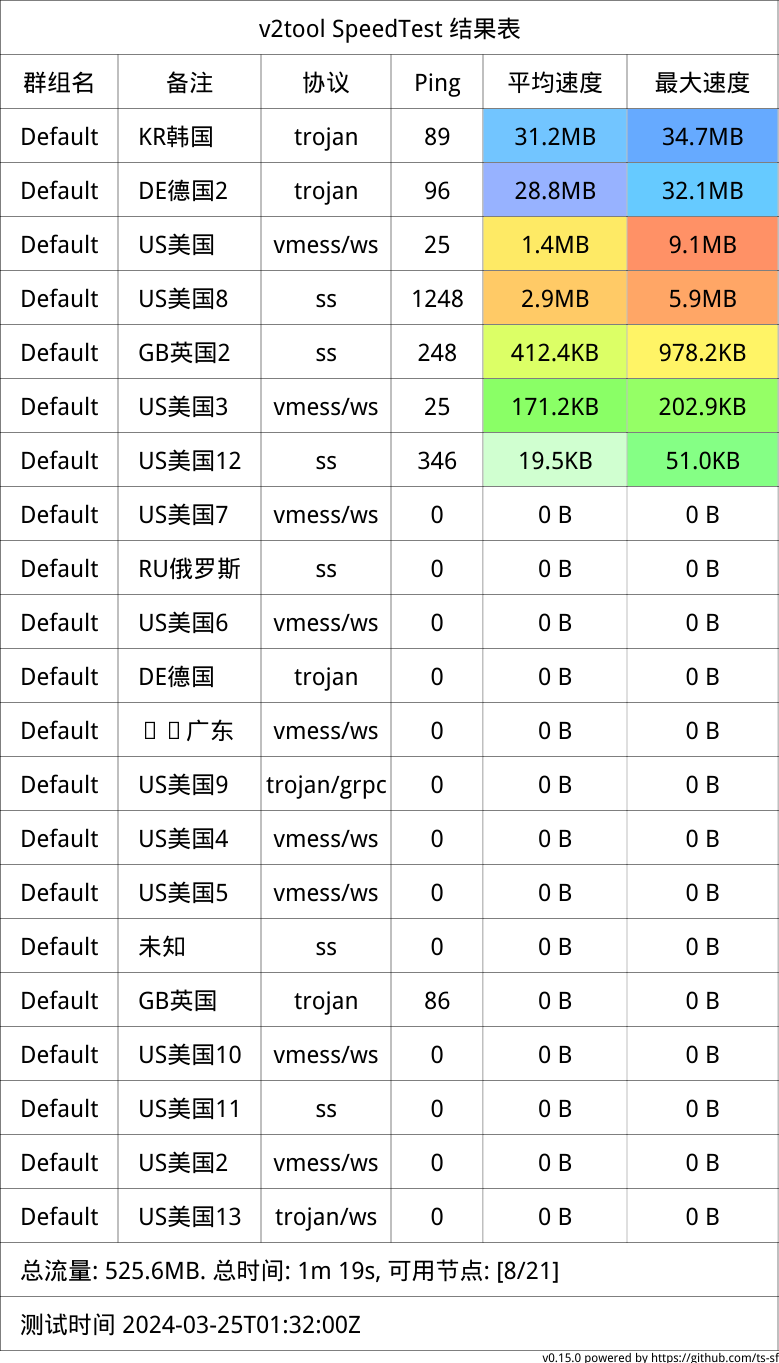 v2tool SpeedTest 结果表
群组名 备注 协议 Ping 平均速度 最大速度
Default KR韩国 trojan 89 31.2MB 34.7MB
Default DE德国2 trojan 96 28.8MB 32.1MB
Default US美国 vmess/ws 25 1.4MB 9.1MB
Default US美国8 ss 1248 2.9MB 5.9MB
Default GB英国2 ss 248 412.4KB 978.2KB
Default US美国3 vmess/ws 25 171.2KB 202.9KB
Default US美国12 ss 346 19.5KB 51.0KB
Default US美国7 vmess/ws 0 0 B 0 B
Default RU俄罗斯 ss 0 0 B 0 B
Default US美国6 vmess/ws 0 0 B 0 B
Default DE德国 trojan 0 0 B 0 B
Default 广东 vmess/ws 0 0 B 0 B
Default US美国9 trojan/grpc 0 0 B 0 B
Default US美国4 vmess/ws 0 0 B 0 B
Default US美国5 vmess/ws 0 0 B 0 B
Default 未知 ss 0 0 B 0 B
Default GB英国 trojan 86 0 B 0 B
Default US美国10 vmess/ws 0 0 B 0 B
Default US美国11 ss 0 0 B 0 B
Default US美国2 vmess/ws 0 0 B 0 B
Default US美国13 trojan/ws 0 0 B 0 B
总流量: 525.6MB. 总时间: 1m 19s, 可用节点: [8/21]
测试时间 2024-03-25T01:32:00Z
v0.15.0 powered by https://github.com/ts-sf